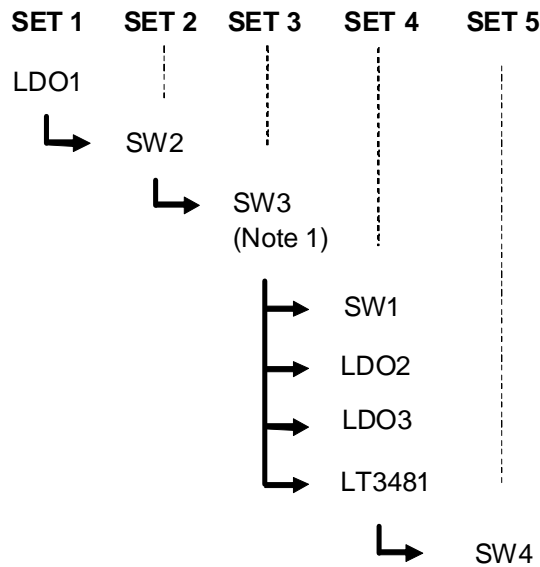 SET 1 SET 2 SET 3 SET 4 SET 5
LDO1
SW2
SW3
(Note 1)
SW1
LDO2
LDO3
LT3481
SW4